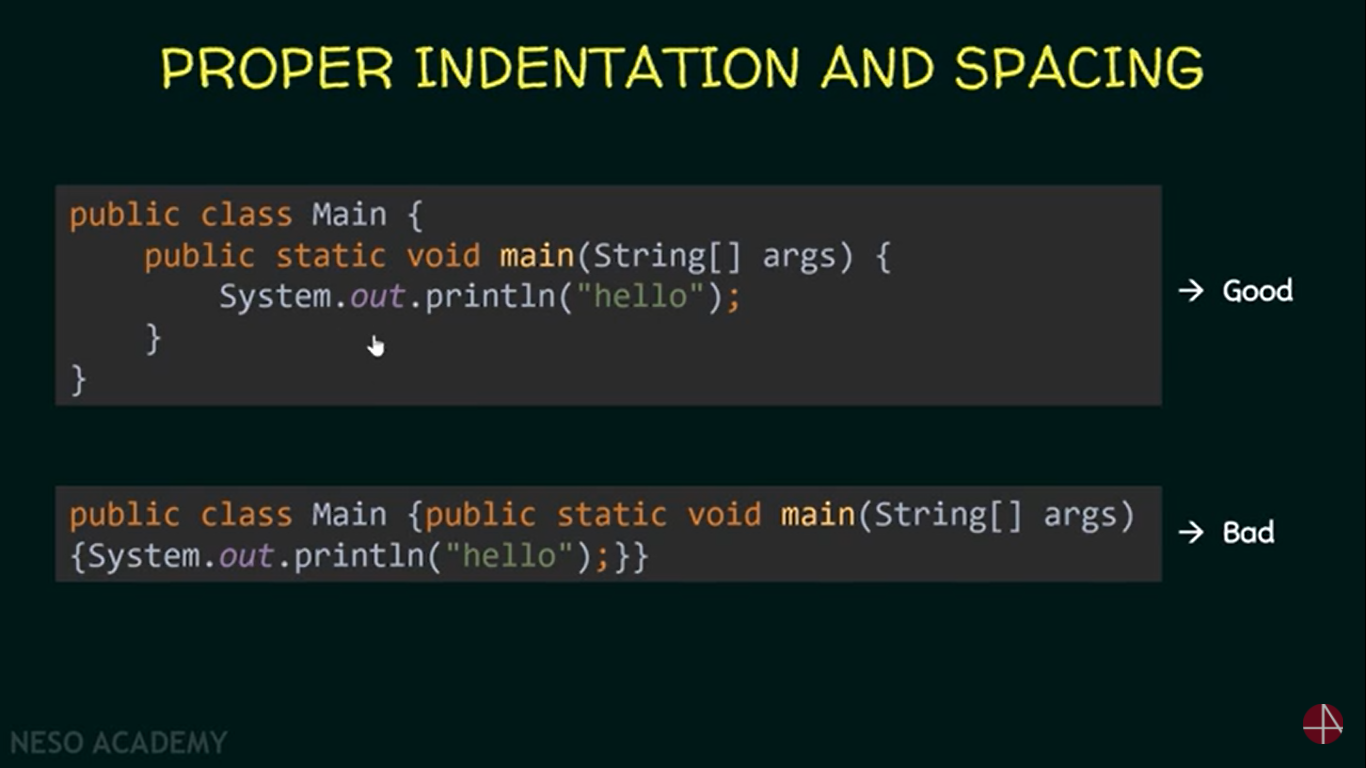 PROPER INDENTATION AND SPACING
public class Main {
    public static void main(String[] args) {
        System.out.println("hello");
    }
}
→ Good
public class Main {public static void main(String[] args)
{System.out.println("hello");}}
→ Bad
NESO ACADEMY